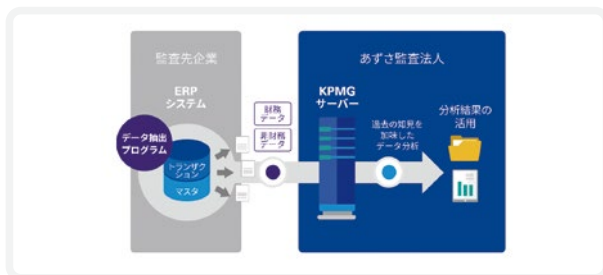 監査先企業
ERP
システム
データ抽出
プログラム
トランザク
ション
マスタ
財務
データ
非財務
データ
あずさ監査法人
KPMG
サーバー
過去の知見を
加味した
データ分析
分析結果の
活用